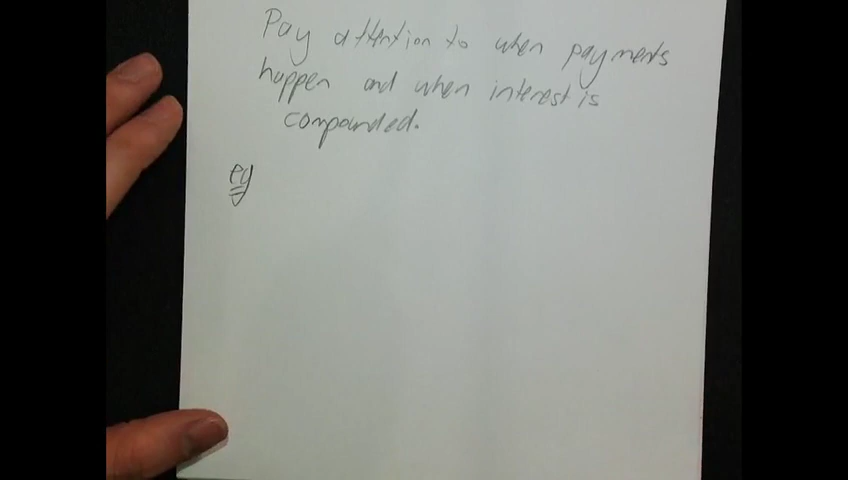 Pay attention to when payments
happen and when interest is
compounded.
eg